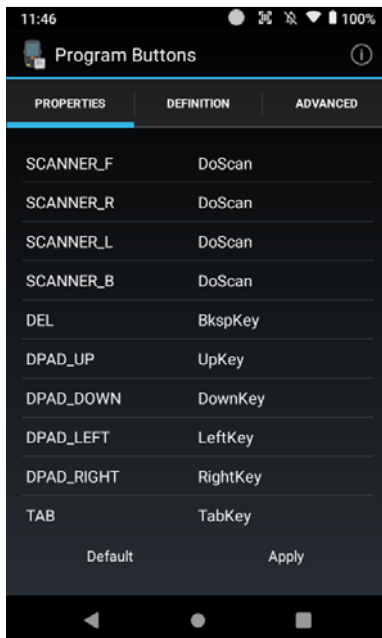 11:46 100%
Program Buttons
PROPERTIES DEFINITION ADVANCED
SCANNER_F DoScan
SCANNER_R DoScan
SCANNER_L DoScan
SCANNER_B DoScan
DEL BkspKey
DPAD_UP UpKey
DPAD_DOWN DownKey
DPAD_LEFT LeftKey
DPAD_RIGHT RightKey
TAB TabKey
Default Apply